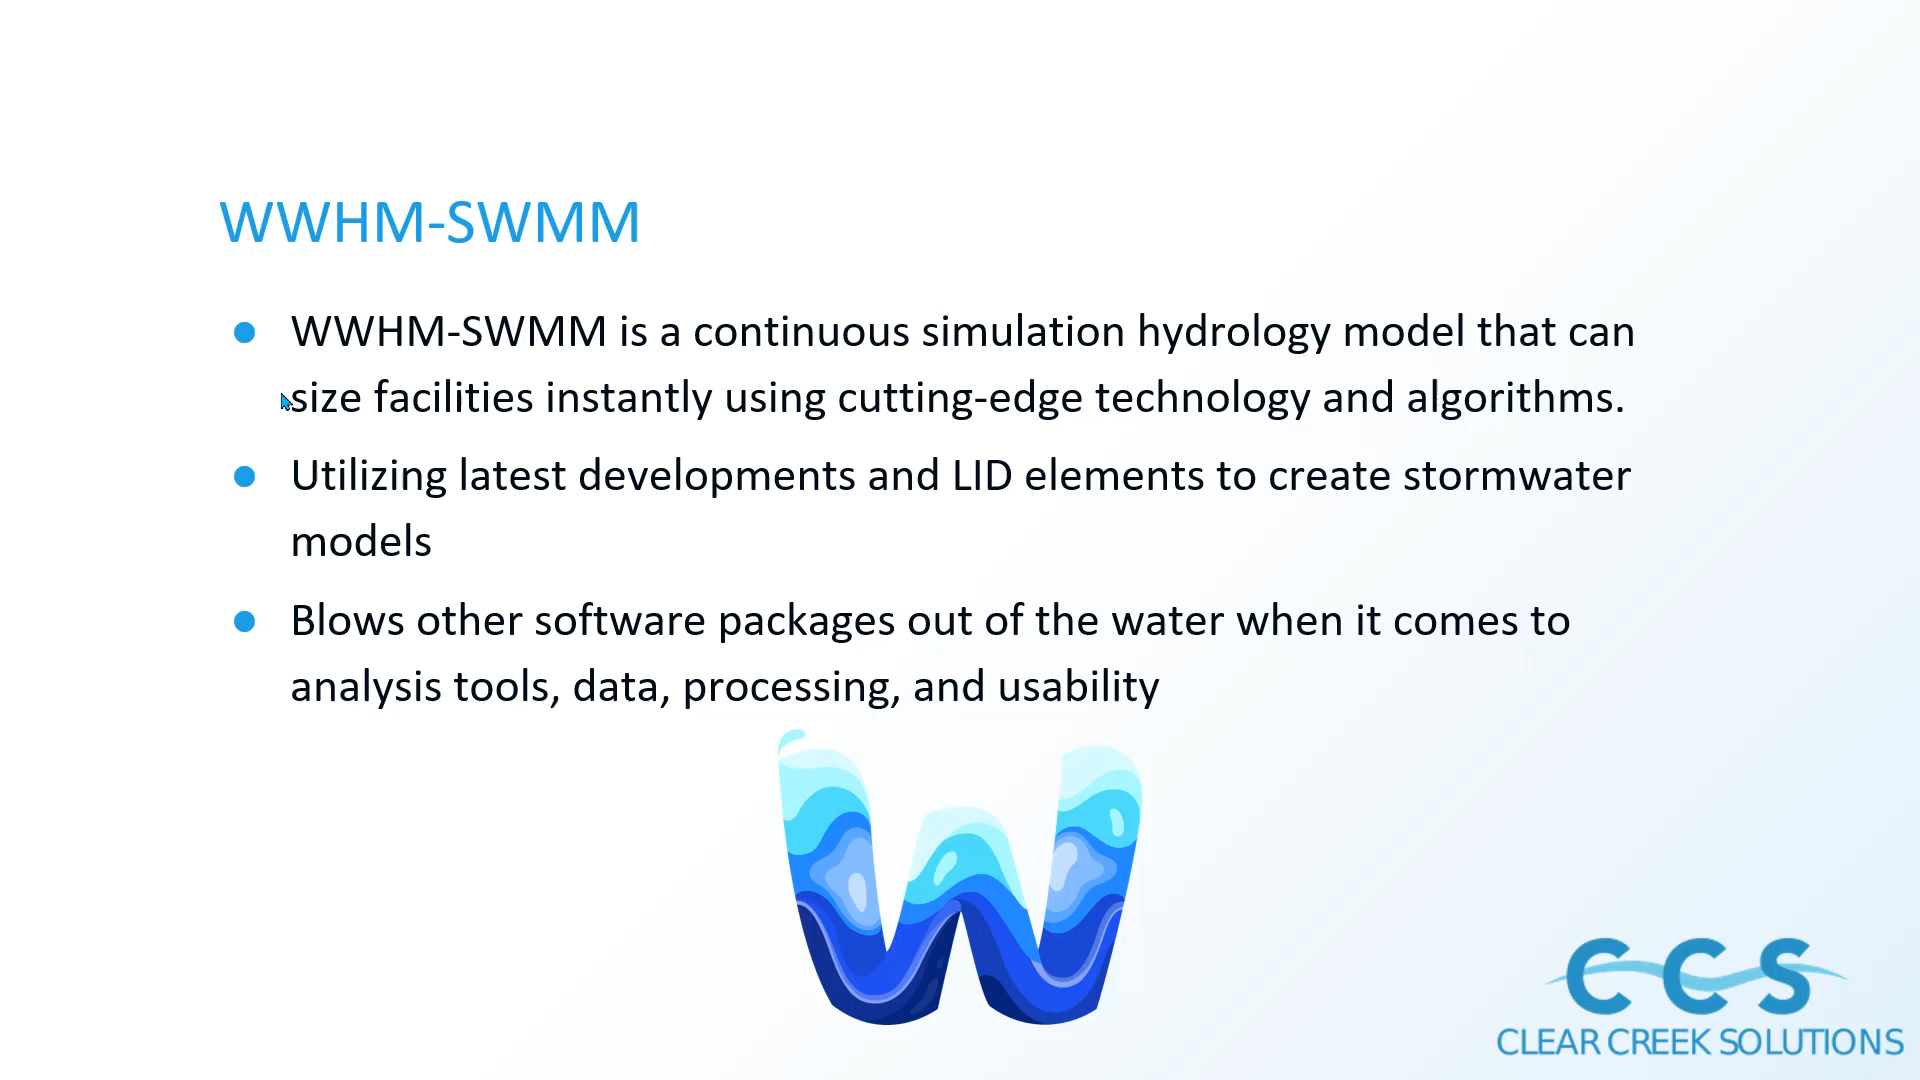 WWHM-SWMM
WWHM-SWMM is a continuous simulation hydrology model that can
size facilities instantly using cutting-edge technology and algorithms.
Utilizing latest developments and LID elements to create stormwater
models
Blows other software packages out of the water when it comes to
analysis tools, data, processing, and usability
W
CCS
CLEAR CREEK SOLUTIONS